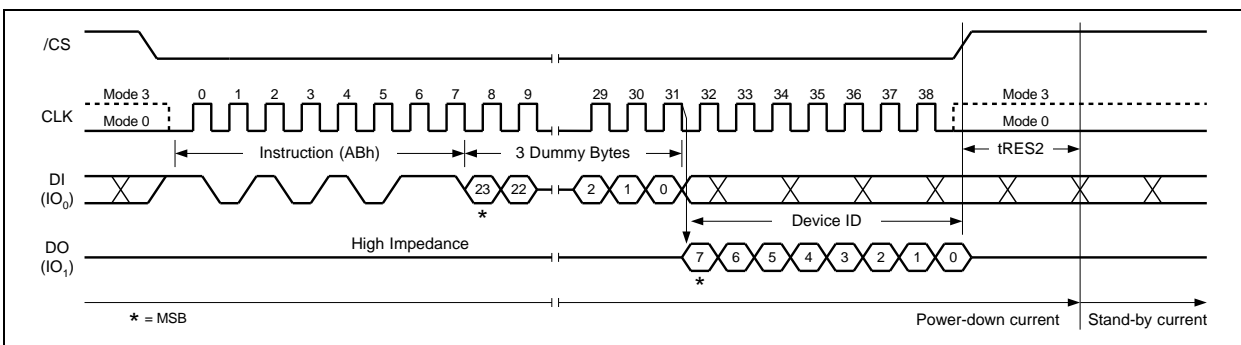 /CS
Mode 3 0 1 2 3 4 5 6 7 8 9 29 30 31 32 33 34 35 36 37 38 Mode 3
CLK
Mode 0 Mode 0
Instruction (ABh) 3 Dummy Bytes tRES2
DI
(IO0)
23 22 2 1 0
*
Device ID
High Impedance
DO
(IO1)
7 6 5 4 3 2 1 0
*
* = MSB
Power-down current Stand-by current